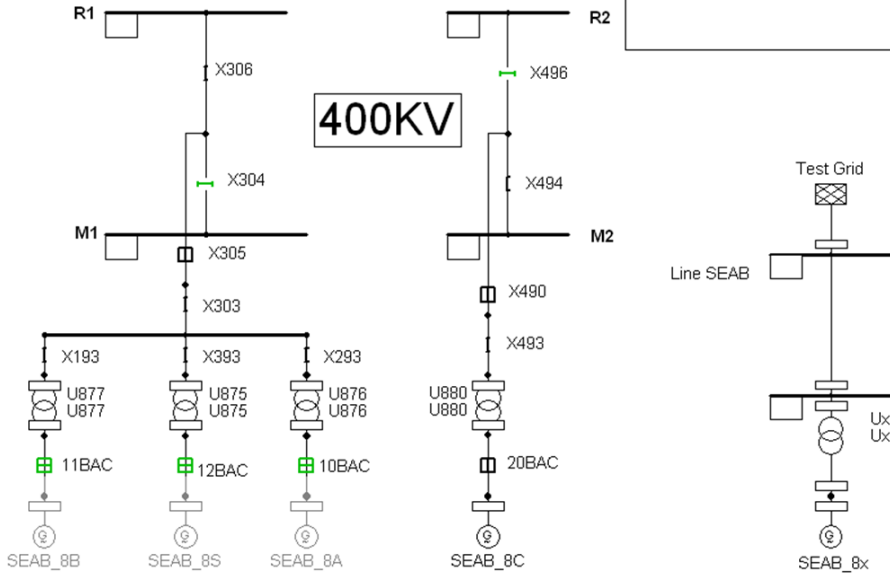 R1
R2
X306
X496
400KV
X304
X494
Test Grid
M1
M2
X305
Line SEAB
X490
X303
X493
X193
X393
X293
U877
U877
U875
U875
U876
U876
U880
U880
Ux
Ux
11BAC
12BAC
10BAC
20BAC
G
G
G
G
G
SEAB_8B
SEAB_8S
SEAB_8A
SEAB_8C
SEAB_8x